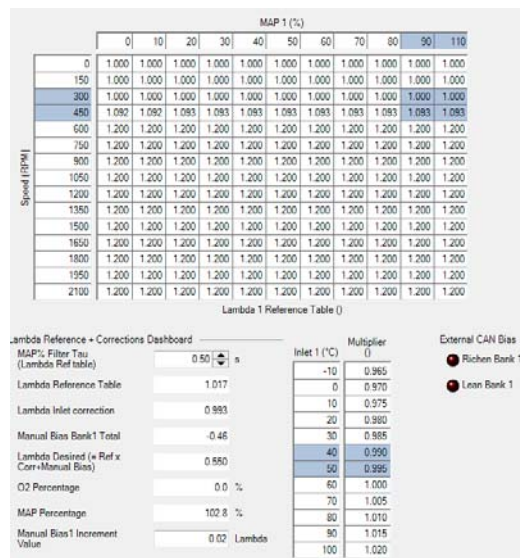 MAP 1 (%)
0 10 20 30 40 50 60 70 80 90 110
0 1.000 1.000 1.000 1.000 1.000 1.000 1.000 1.000 1.000 1.000 1.000
150 1.000 1.000 1.000 1.000 1.000 1.000 1.000 1.000 1.000 1.000 1.000
300 1.000 1.000 1.000 1.000 1.000 1.000 1.000 1.000 1.000 1.000 1.000
450 1.092 1.092 1.093 1.093 1.093 1.093 1.093 1.093 1.093 1.093 1.093
600 1.200 1.200 1.200 1.200 1.200 1.200 1.200 1.200 1.200 1.200 1.200
750 1.200 1.200 1.200 1.200 1.200 1.200 1.200 1.200 1.200 1.200 1.200
900 1.200 1.200 1.200 1.200 1.200 1.200 1.200 1.200 1.200 1.200 1.200
1050 1.200 1.200 1.200 1.200 1.200 1.200 1.200 1.200 1.200 1.200 1.200
1200 1.200 1.200 1.200 1.200 1.200 1.200 1.200 1.200 1.200 1.200 1.200
1350 1.200 1.200 1.200 1.200 1.200 1.200 1.200 1.200 1.200 1.200 1.200
1500 1.200 1.200 1.200 1.200 1.200 1.200 1.200 1.200 1.200 1.200 1.200
1650 1.200 1.200 1.200 1.200 1.200 1.200 1.200 1.200 1.200 1.200 1.200
1800 1.200 1.200 1.200 1.200 1.200 1.200 1.200 1.200 1.200 1.200 1.200
1950 1.200 1.200 1.200 1.200 1.200 1.200 1.200 1.200 1.200 1.200 1.200
2100 1.200 1.200 1.200 1.200 1.200 1.200 1.200 1.200 1.200 1.200 1.200
Speed (RPM)
Lambda 1 Reference Table ()
Lambda Reference + Corrections Dashboard
MAP% Filter Tau
(Lambda Ref table) 0.50 s
Lambda Reference Table 1.017
Lambda Inlet correction 0.993
Manual Bias Bank1 Total -0.46
Lambda Desired (= Ref x
Corr+Manual Bias) 0.550
O2 Percentage 0.0 %
MAP Percentage 102.8 %
Manual Bias1 Increment
Value 0.02 Lambda
Inlet 1 (°C) Multiplier
()
-10 0.965
0 0.970
10 0.975
20 0.980
30 0.985
40 0.990
50 0.995
60 1.000
70 1.005
80 1.010
90 1.015
100 1.020
External CAN Bias
Richen Bank 1
Lean Bank 1